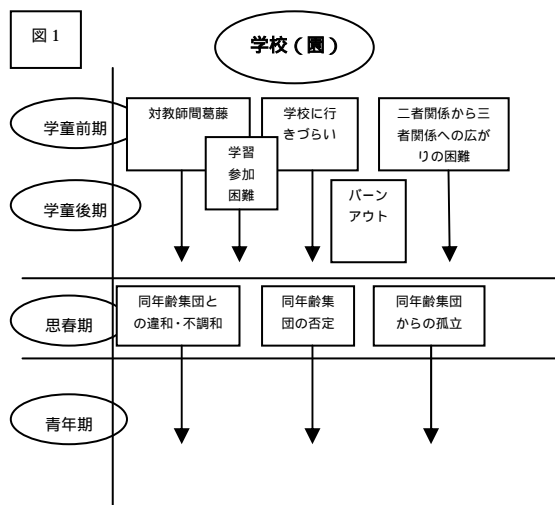 図1
学校（園）
学童前期
対教師間葛藤
学校に行
きづらい
二者関係から三
者関係への広が
りの困難
学習
参加
困難
学童後期
バーン
アウト
思春期
同年齢集団と
の違和・不調和
同年齢集
団の否定
同年齢集団
からの孤立
青年期